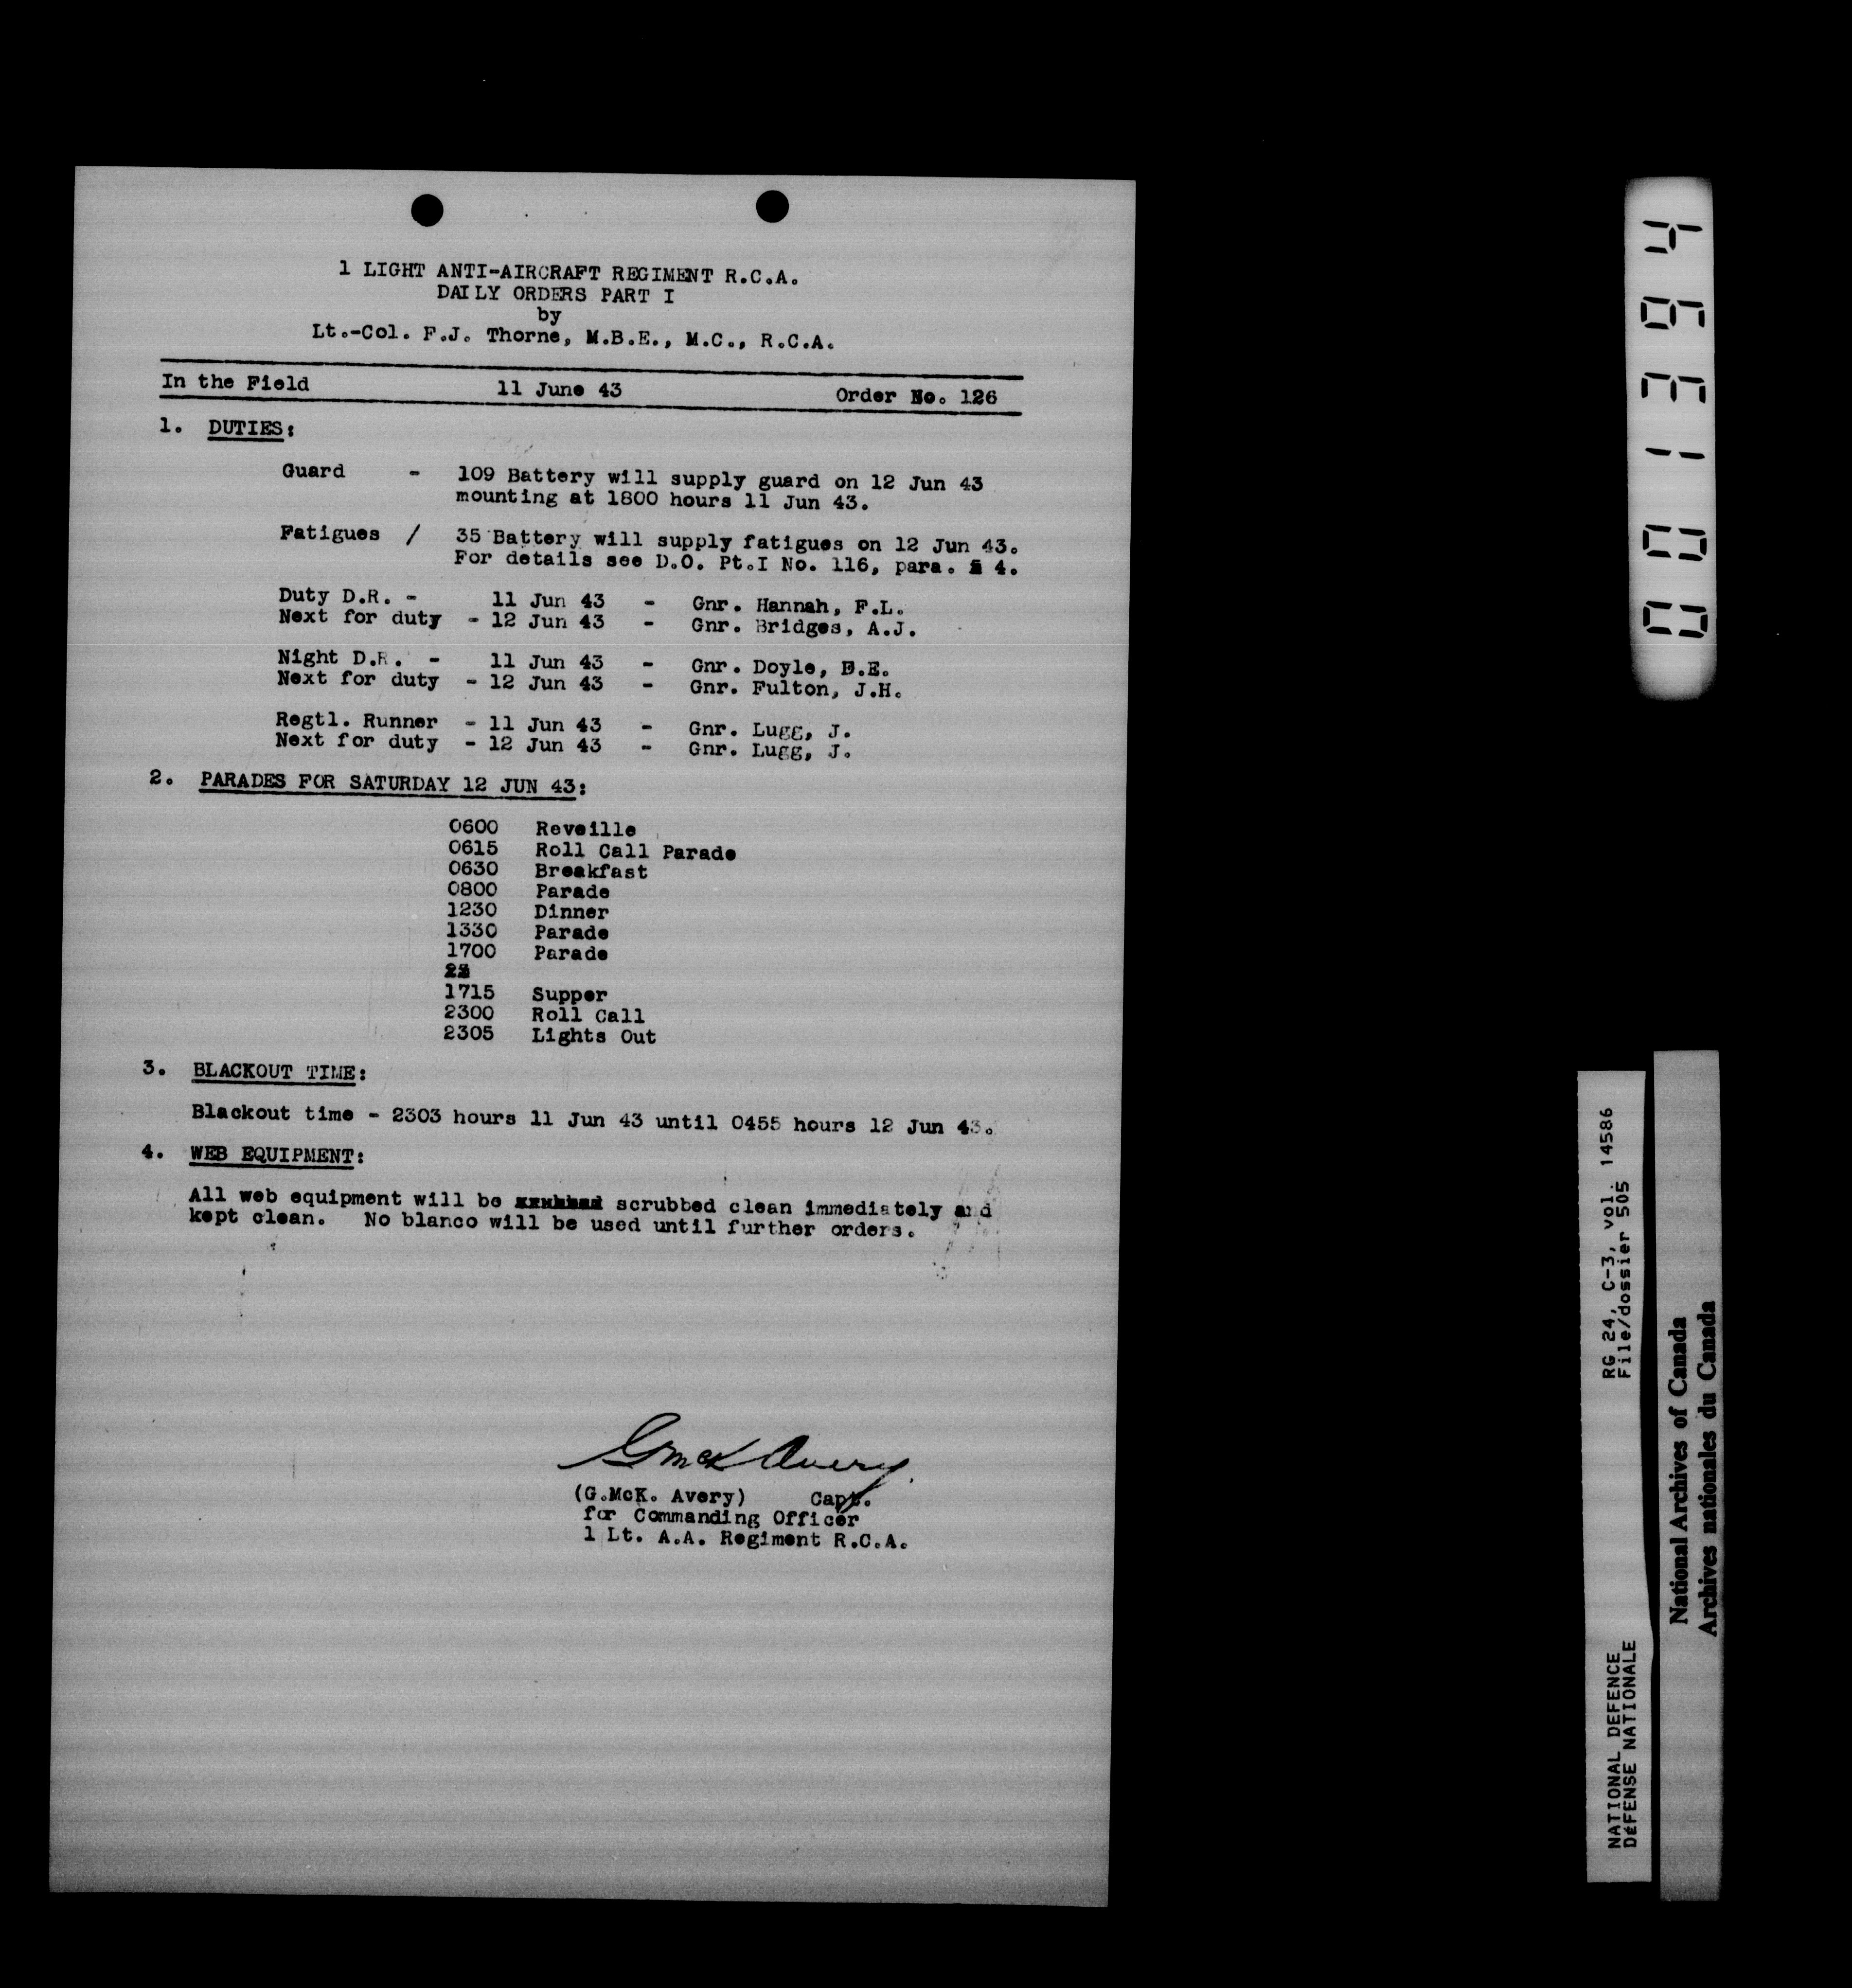 1 LIGHT ANTI-AIRCRAFT REGIMENT R.C.A.
DAILY ORDERS PART I
by
Lt.-Col. F.J. Thorne, M.B.E., M.C., R.C.A.
In the Field 11 June 43 Order No. 126
1. DUTIES:
Guard - 109 Battery will supply guard on 12 Jun 43
mounting at 1800 hours 11 Jun 43.
Fatigues / 35 Battery will supply fatigues on 12 Jun 43.
For details see D.O. Pt.I No. 116, para. 4.
Duty D.R. - 11 Jun 43 - Gnr. Hannah, F.L.
Next for duty - 12 Jun 43 - Gnr. Bridges, A.J.
Night D.R. - 11 Jun 43 - Gnr. Doyle,
Next for duty - 12 Jun 43 - Gnr. Fulton, J.H.
Regtl. Runner - 11 Jun 43 - Gnr. Lugg, J.
Next for duty - 12 Jun 43 - Gnr. Lugg, J.
2. PARADES FOR SATURDAY 12 JUN 43:
0600 Reveille
0615 Roll Call Parade
0630 Breakfast
0800 Parade
1230 Dinner
1330 Parade
1700 Parade
1715 Supper
2300 Roll Call
2305 Lights Out
3. BLACKOUT TIME:
Blackout time - 2303 hours 11 Jun 43 until 0455 hours 12 Jun 43.
4. WEB EQUIPMENT:
All web equipment will be scrubbed clean immediately and
kept clean. No blanco will be used until further orders.
GMcK Avery.
(G.McK. Avery) Capt.
for Commanding Officer
1 Lt. A.A. Regiment R.C.A.
001364
NATIONAL DEFENCE RG 24, C-3, vol. 14586
DéFENSE NATIONALE File/dossier 505
National Archives of Canada
Archives nationales du Canada